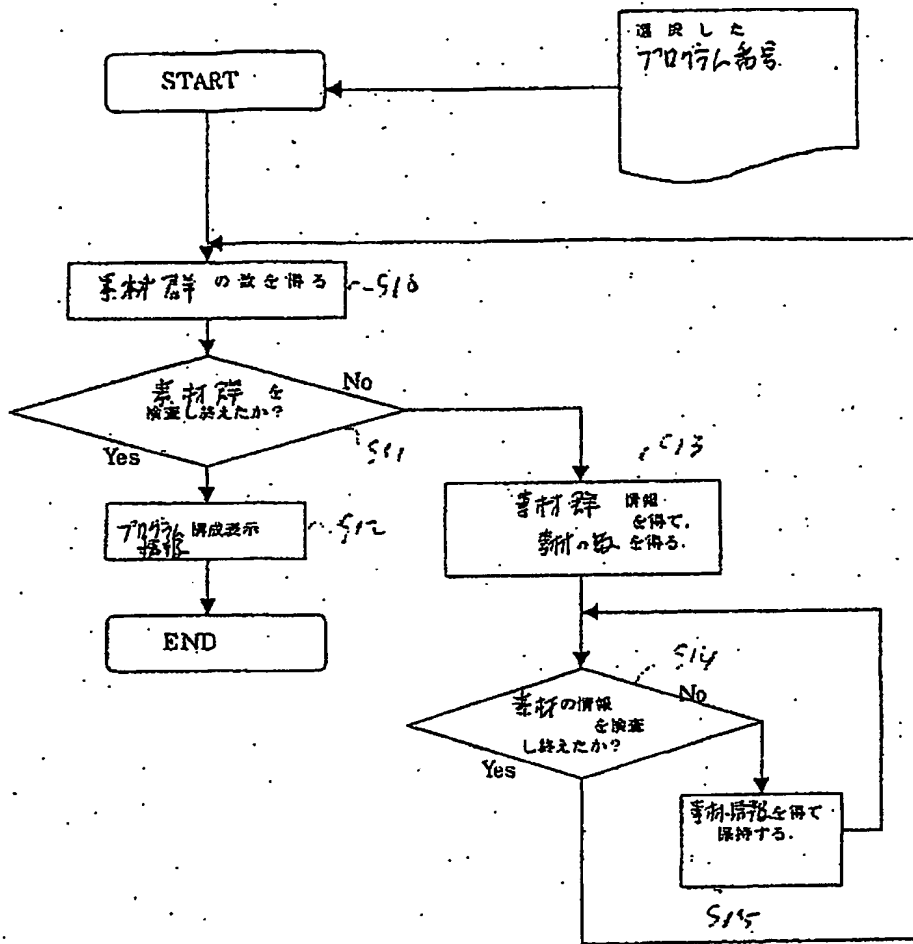 選択した
プログラム番号
START
素材群の数を得る
S10
素材群を
検査し終えたか?
No
Yes
S11
S13
素材群 情報
を得て,
素材の数を得る.
プログラム 構成表示
情報
S12
END
S14
素材の情報
を検査
し終えたか?
No
Yes
素材情報を得て
保持する.
S15